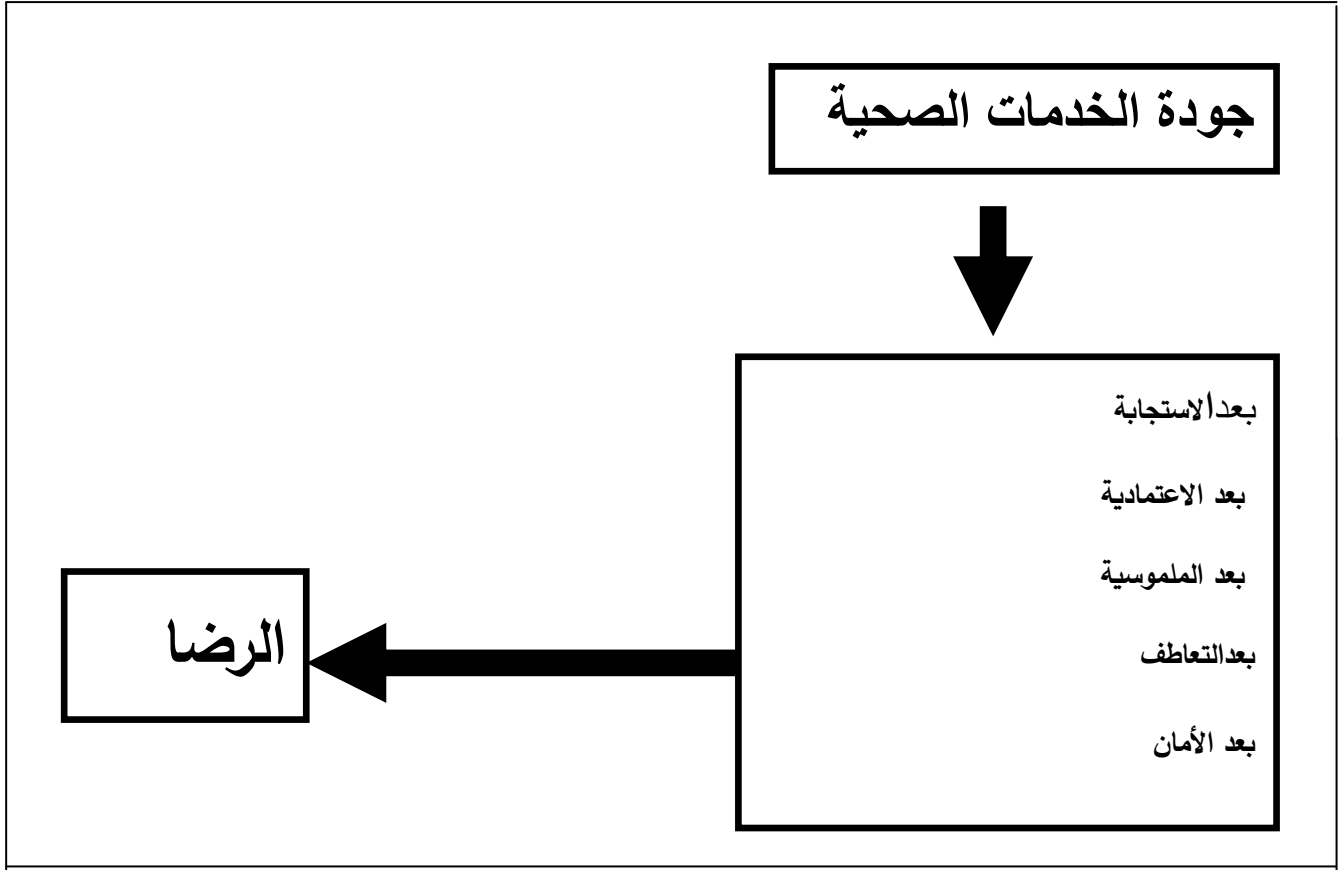 جودة الخدمات الصحية
بعدالاستجابة
بعد الاعتمادية
بعد الملموسية
بعدالتعاطف
بعد الأمان
الرضا